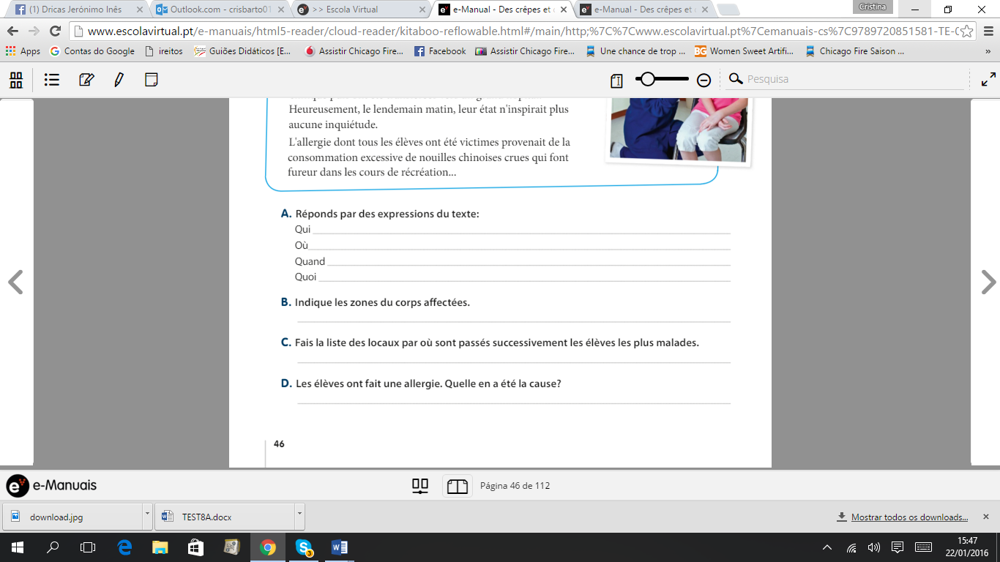 (1) Dricas Jerónimo Inês
Outlook.com - crisbarto01
>> Escola Virtual
e-Manual - Des crêpes et
e-Manual - Des crêpes et
Cristina
www.escolavirtual.pt/e-manuais/html5-reader/cloud-reader/kitaboo-reflowable.html#/main/http;%7C%7Cwww.escolavirtual.pt%7Cemanuais-cs%7C9789720851581-TE-0
Apps
Contas do Google
ireitos
Guiões Didáticos [E...
Assistir Chicago Fire...
Facebook
Assistir Chicago Fire...
Une chance de trop ...
Women Sweet Artifi...
Chicago Fire Saison ...
»
Pesquisa
Heureusement, le lendemain matin, leur état n'inspirait plus
aucune inquiétude.
L'allergie dont tous les élèves ont été victimes provenait de la
consommation excessive de nouilles chinoises crues qui font
fureur dans les cours de récréation...
A. Réponds par des expressions du texte:
Qui
Où
Quand
Quoi
B. Indique les zones du corps affectées.
C. Fais la liste des locaux par où sont passés successivement les élèves les plus malades.
D. Les élèves ont fait une allergie. Quelle en a été la cause?
46
e-Manuais
Página 46 de 112
download.jpg
TEST8A.docx
Mostrar todos os downloads...
15:47
22/01/2016